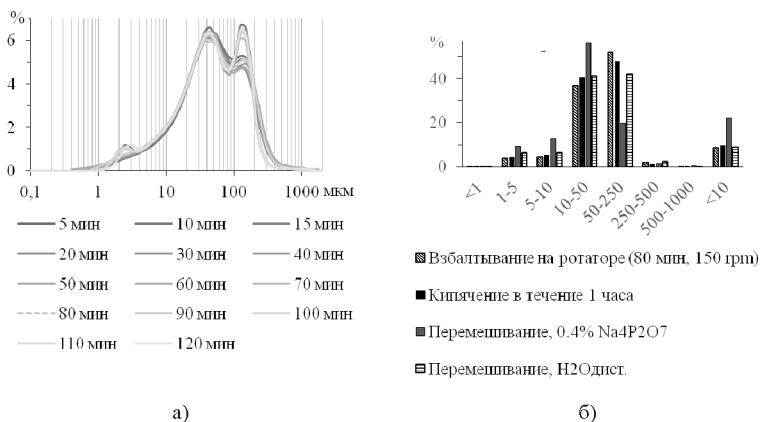 %
6
4
2
0
0,1 1 10 100 1000 мкм
5 мин 10 мин 15 мин
20 мин 30 мин 40 мин
50 мин 60 мин 70 мин
80 мин 90 мин 100 мин
110 мин 120 мин
а)
%
40
20
0
<1 1-5 5-10 10-50 50-250 250-500 500-1000 <10
Взбалтывание на ротаторе (80 мин, 150 rpm)
Кипячение в течение 1 часа
Перемешивание, 0.4% Na4P2O7
Перемешивание, H2Oдист.
б)